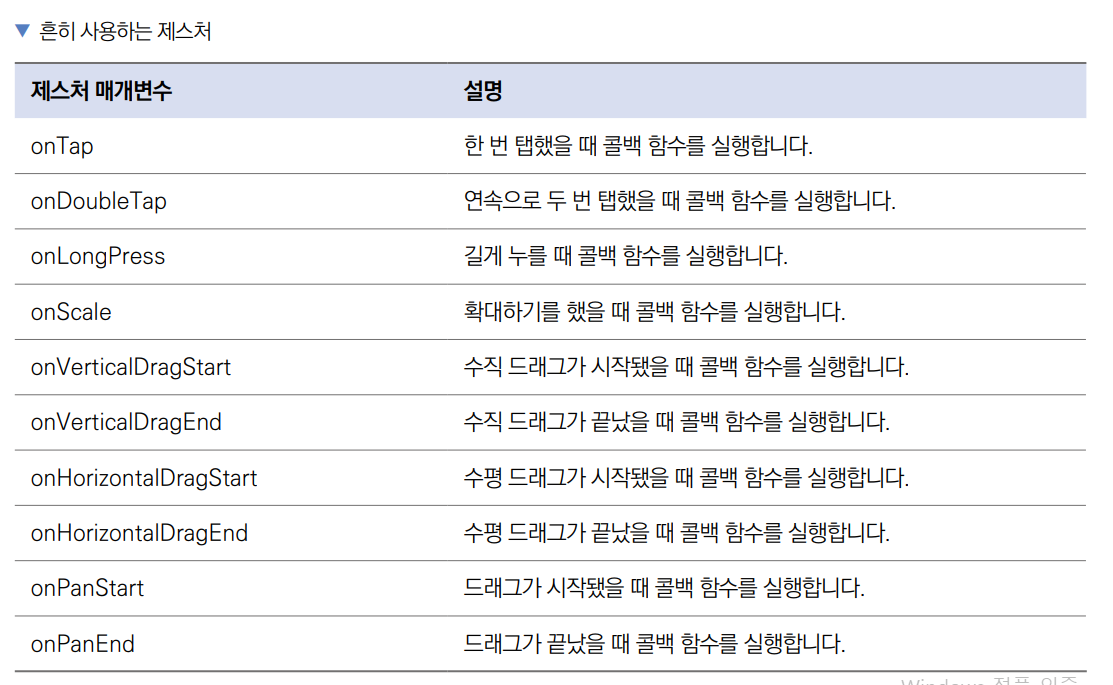 ▼ 흔히 사용하는 제스처
제스처 매개변수 설명
onTap 한 번 탭했을 때 콜백 함수를 실행합니다.
onDoubleTap 연속으로 두 번 탭했을 때 콜백 함수를 실행합니다.
onLongPress 길게 누를 때 콜백 함수를 실행합니다.
onScale 확대하기를 했을 때 콜백 함수를 실행합니다.
onVerticalDragStart 수직 드래그가 시작됐을 때 콜백 함수를 실행합니다.
onVerticalDragEnd 수직 드래그가 끝났을 때 콜백 함수를 실행합니다.
onHorizontalDragStart 수평 드래그가 시작됐을 때 콜백 함수를 실행합니다.
onHorizontalDragEnd 수평 드래그가 끝났을 때 콜백 함수를 실행합니다.
onPanStart 드래그가 시작됐을 때 콜백 함수를 실행합니다.
onPanEnd 드래그가 끝났을 때 콜백 함수를 실행합니다.
Windows 정품 인증